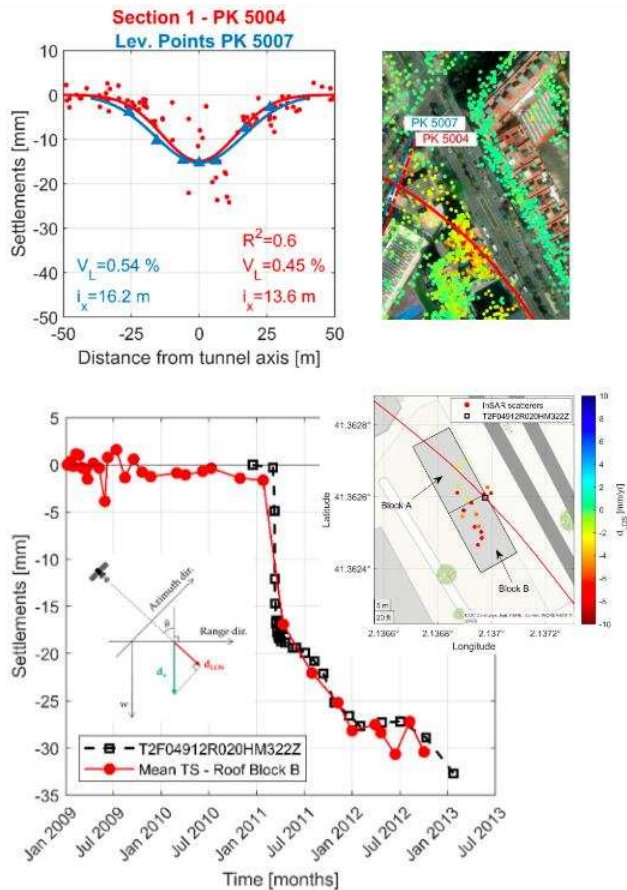 Section 1 - PK 5004
Lev. Points PK 5007
10
0
-10
-20
-30
-40
-50
Settlements [mm]
V_L=0.54 %
i_x=16.2 m
R²=0.6
V_L=0.45 %
i_x=13.6 m
-50 -25 0 25 50
Distance from tunnel axis [m]
PK 5007
PK 5004
5
0
-5
-10
-15
-20
-25
-30
-35
Settlements [mm]
Azimuth dir.
θ
Range dir.
d_LOS
d_v
w
T2F04912R020HM322Z
Mean TS - Roof Block B
Jan 2009
Jul 2009
Jan 2010
Jul 2010
Jan 2011
Jul 2011
Jan 2012
Jul 2012
Jan 2013
Jul 2013
Time [months]
InSAR scatterers
T2F04912R020HM322Z
41.3628°
41.3626°
41.3624°
Latitude
Block A
Block B
5 m
20 ft
2.1366° 2.1368° 2.137° 2.1372°
Longitude
10
8
6
4
2
0
-2
-4
-6
-8
-10
d_LOS [mm/yr]